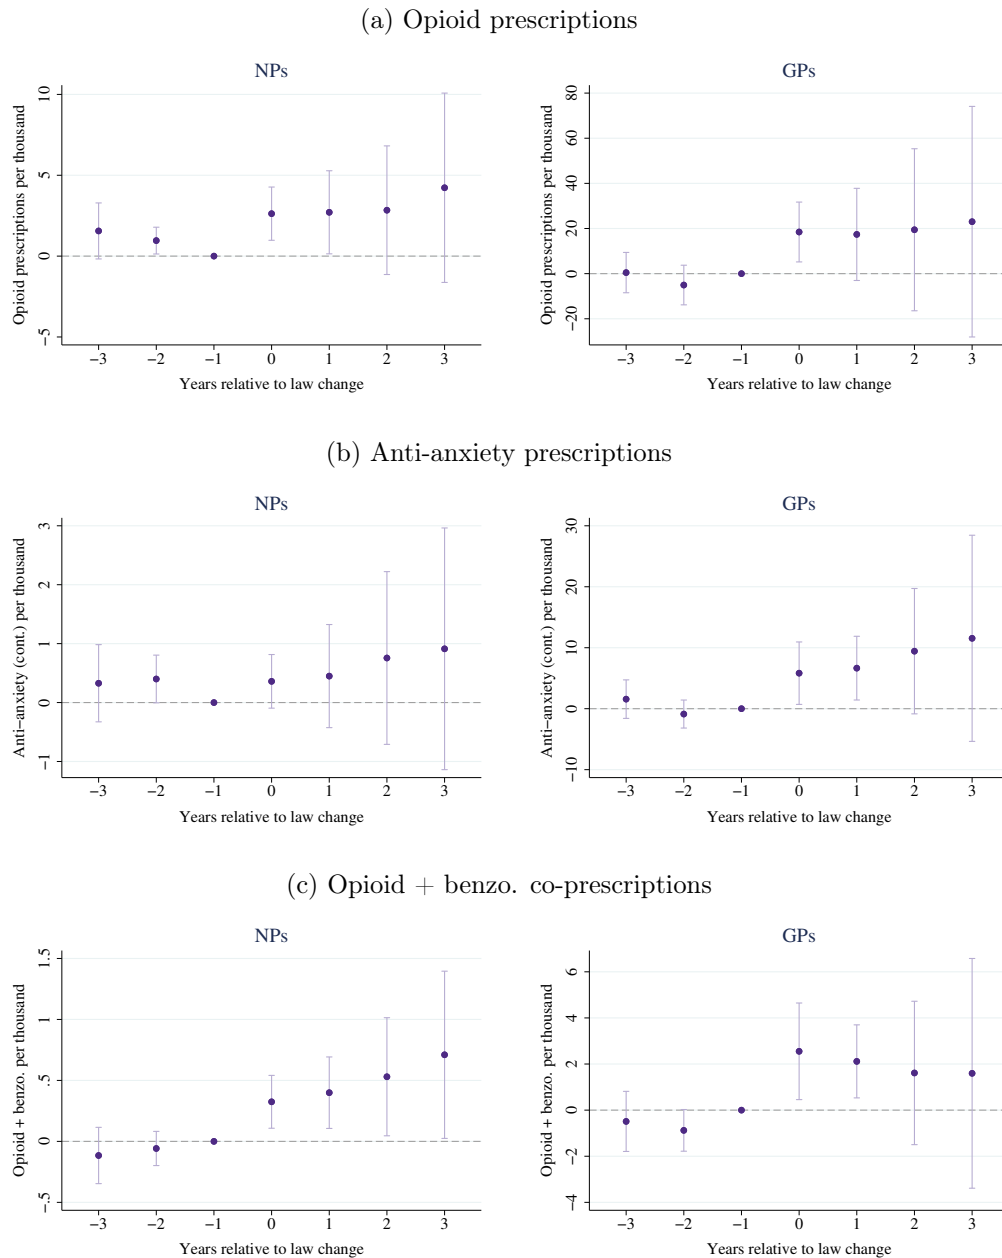 (a) Opioid prescriptions
NPs
Opioid prescriptions per thousand
10
5
0
−5
−3 −2 −1 0 1 2 3
Years relative to law change
GPs
Opioid prescriptions per thousand
80
60
40
20
0
−20
−3 −2 −1 0 1 2 3
Years relative to law change
(b) Anti-anxiety prescriptions
NPs
Anti−anxiety (cont.) per thousand
3
2
1
0
−1
−3 −2 −1 0 1 2 3
Years relative to law change
GPs
Anti−anxiety (cont.) per thousand
30
20
10
0
−10
−3 −2 −1 0 1 2 3
Years relative to law change
(c) Opioid + benzo. co-prescriptions
NPs
Opioid + benzo. per thousand
1.5
1
.5
0
−.5
−3 −2 −1 0 1 2 3
Years relative to law change
GPs
Opioid + benzo. per thousand
6
4
2
0
−2
−4
−3 −2 −1 0 1 2 3
Years relative to law change